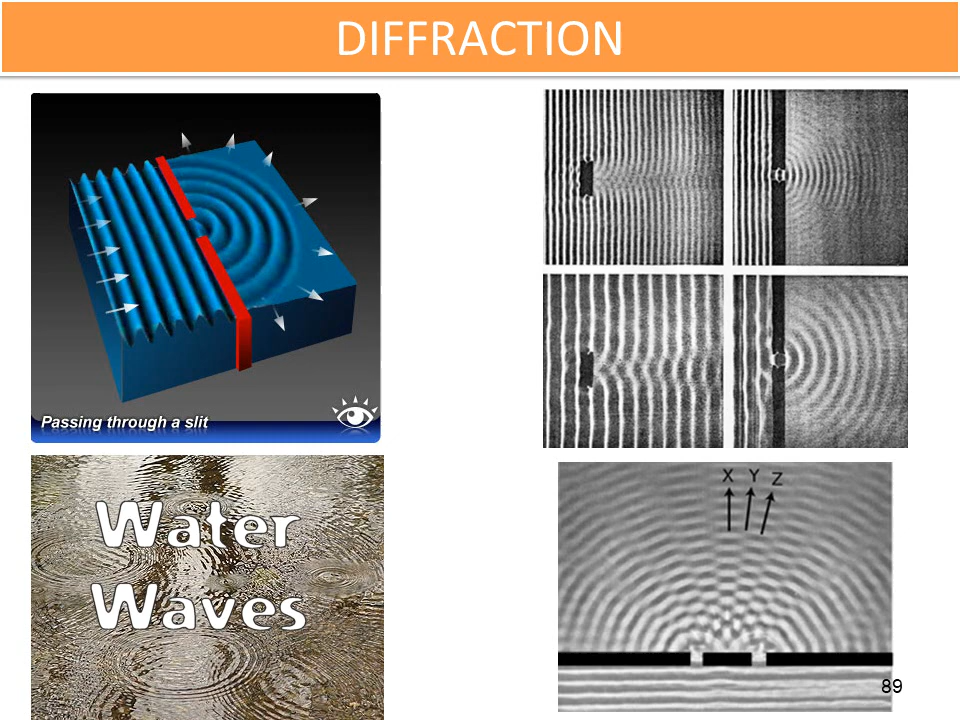 DIFFRACTION
Passing through a slit
Water
Waves
X Y Z
89